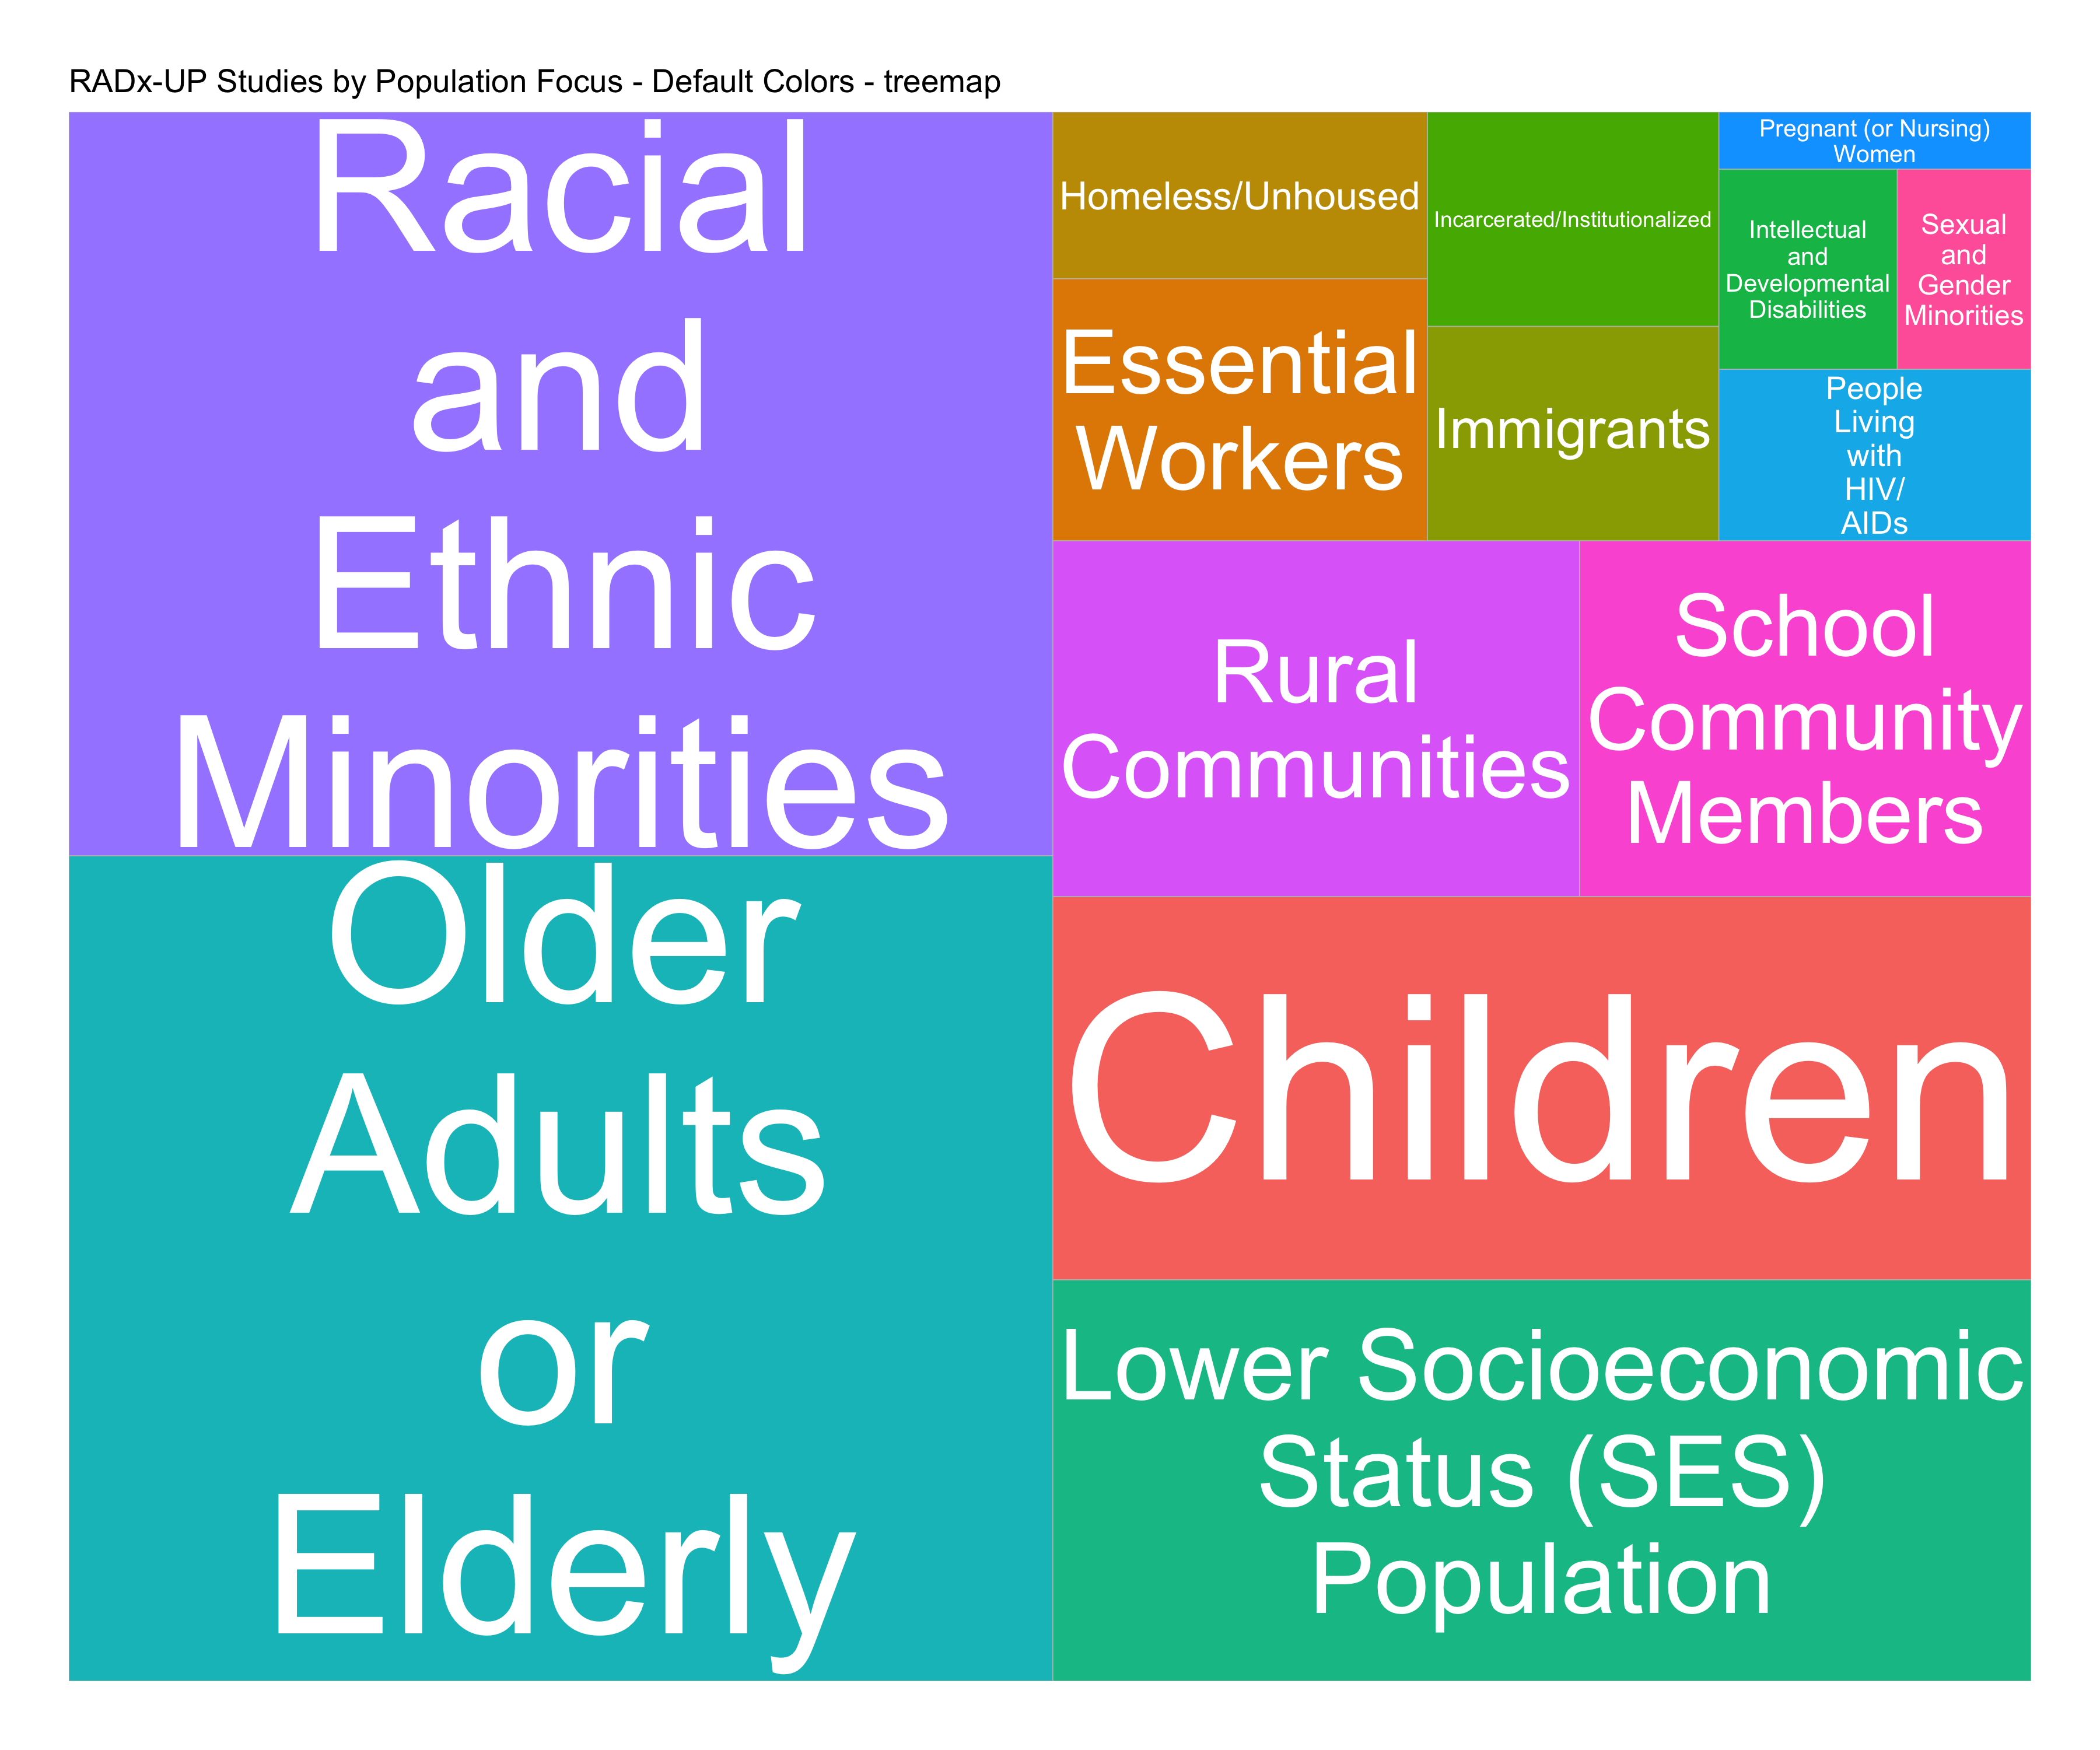 RADx-UP Studies by Population Focus - Default Colors - treemap
Racial
and
Ethnic
Minorities
Older
Adults
or
Elderly
Homeless/Unhoused
Essential
Workers
Incarcerated/Institutionalized
Immigrants
Pregnant (or Nursing)
Women
Intellectual
and
Developmental
Disabilities
Sexual
and
Gender
Minorities
People
Living
with
HIV/
AIDs
Rural
Communities
School
Community
Members
Children
Lower Socioeconomic
Status (SES)
Population